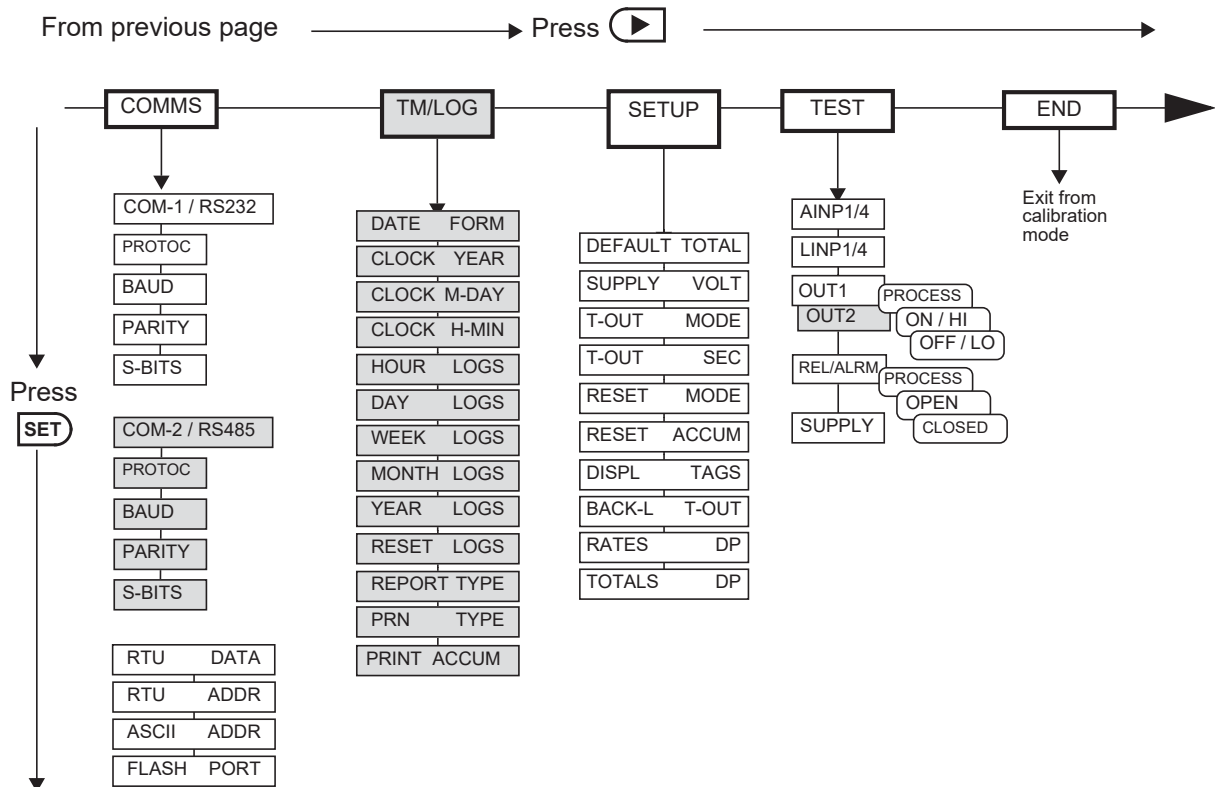 From previous page
Press
COMMS
TM/LOG
SETUP
TEST
END
Press
SET
COM-1 / RS232
PROTOC
BAUD
PARITY
S-BITS
COM-2 / RS485
PROTOC
BAUD
PARITY
S-BITS
RTU DATA
RTU ADDR
ASCII ADDR
FLASH PORT
DATE FORM
CLOCK YEAR
CLOCK M-DAY
CLOCK H-MIN
HOUR LOGS
DAY LOGS
WEEK LOGS
MONTH LOGS
YEAR LOGS
RESET LOGS
REPORT TYPE
PRN TYPE
PRINT ACCUM
DEFAULT TOTAL
SUPPLY VOLT
T-OUT MODE
T-OUT SEC
RESET MODE
RESET ACCUM
DISPL TAGS
BACK-L T-OUT
RATES DP
TOTALS DP
AINP1/4
LINP1/4
OUT1
OUT2
PROCESS
ON / HI
OFF / LO
REL/ALRM
PROCESS
OPEN
CLOSED
SUPPLY
Exit from
calibration
mode